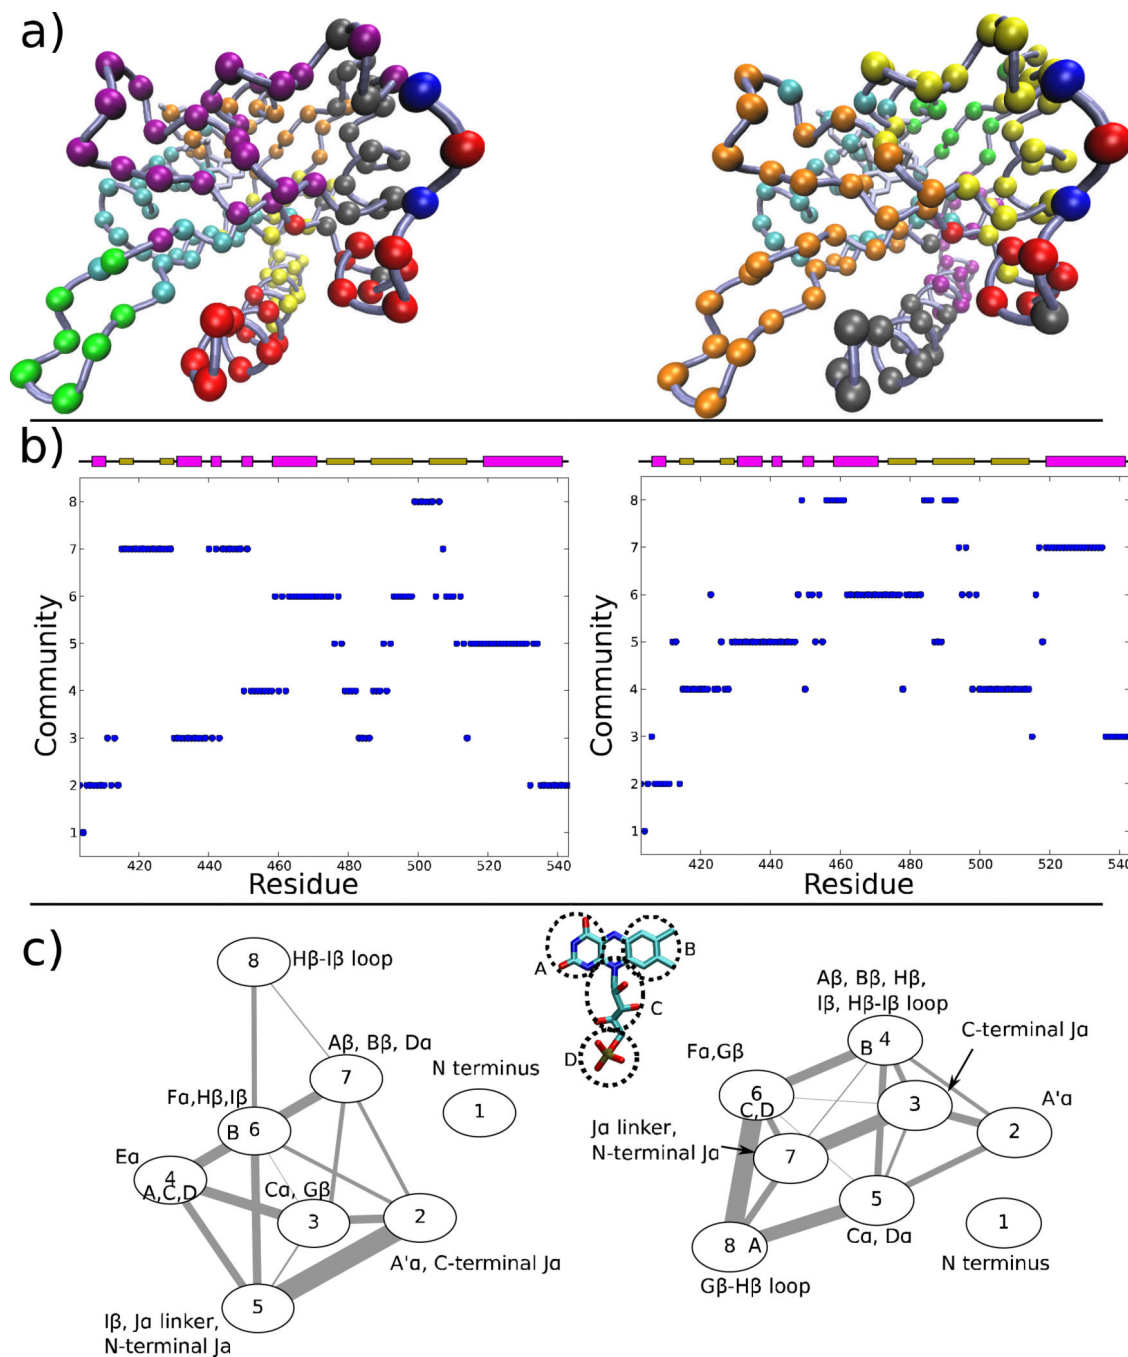 a)
b)
8
7
6
5
4
3
2
1
Community
420 440 460 480 500 520 540
Residue
8
7
6
5
4
3
2
1
Community
420 440 460 480 500 520 540
Residue
c)
8 Hβ-Iβ loop
Aβ, Bβ, Dα
7
N terminus
1
Fα,Hβ,Iβ
B 6
Eα
4
A,C,D
Cα, Gβ
3
2
A'α, C-terminal Jα
5
Iβ, Jα linker,
N-terminal Jα
A
B
C
D
Aβ, Bβ, Hβ,
Iβ, Hβ-Iβ loop
4
B
C-terminal Jα
Fα,Gβ
6
C,D
3
A'α
2
Jα linker,
N-terminal Jα
7
5
Cα, Dα
1
N terminus
8 A
Gβ-Hβ loop